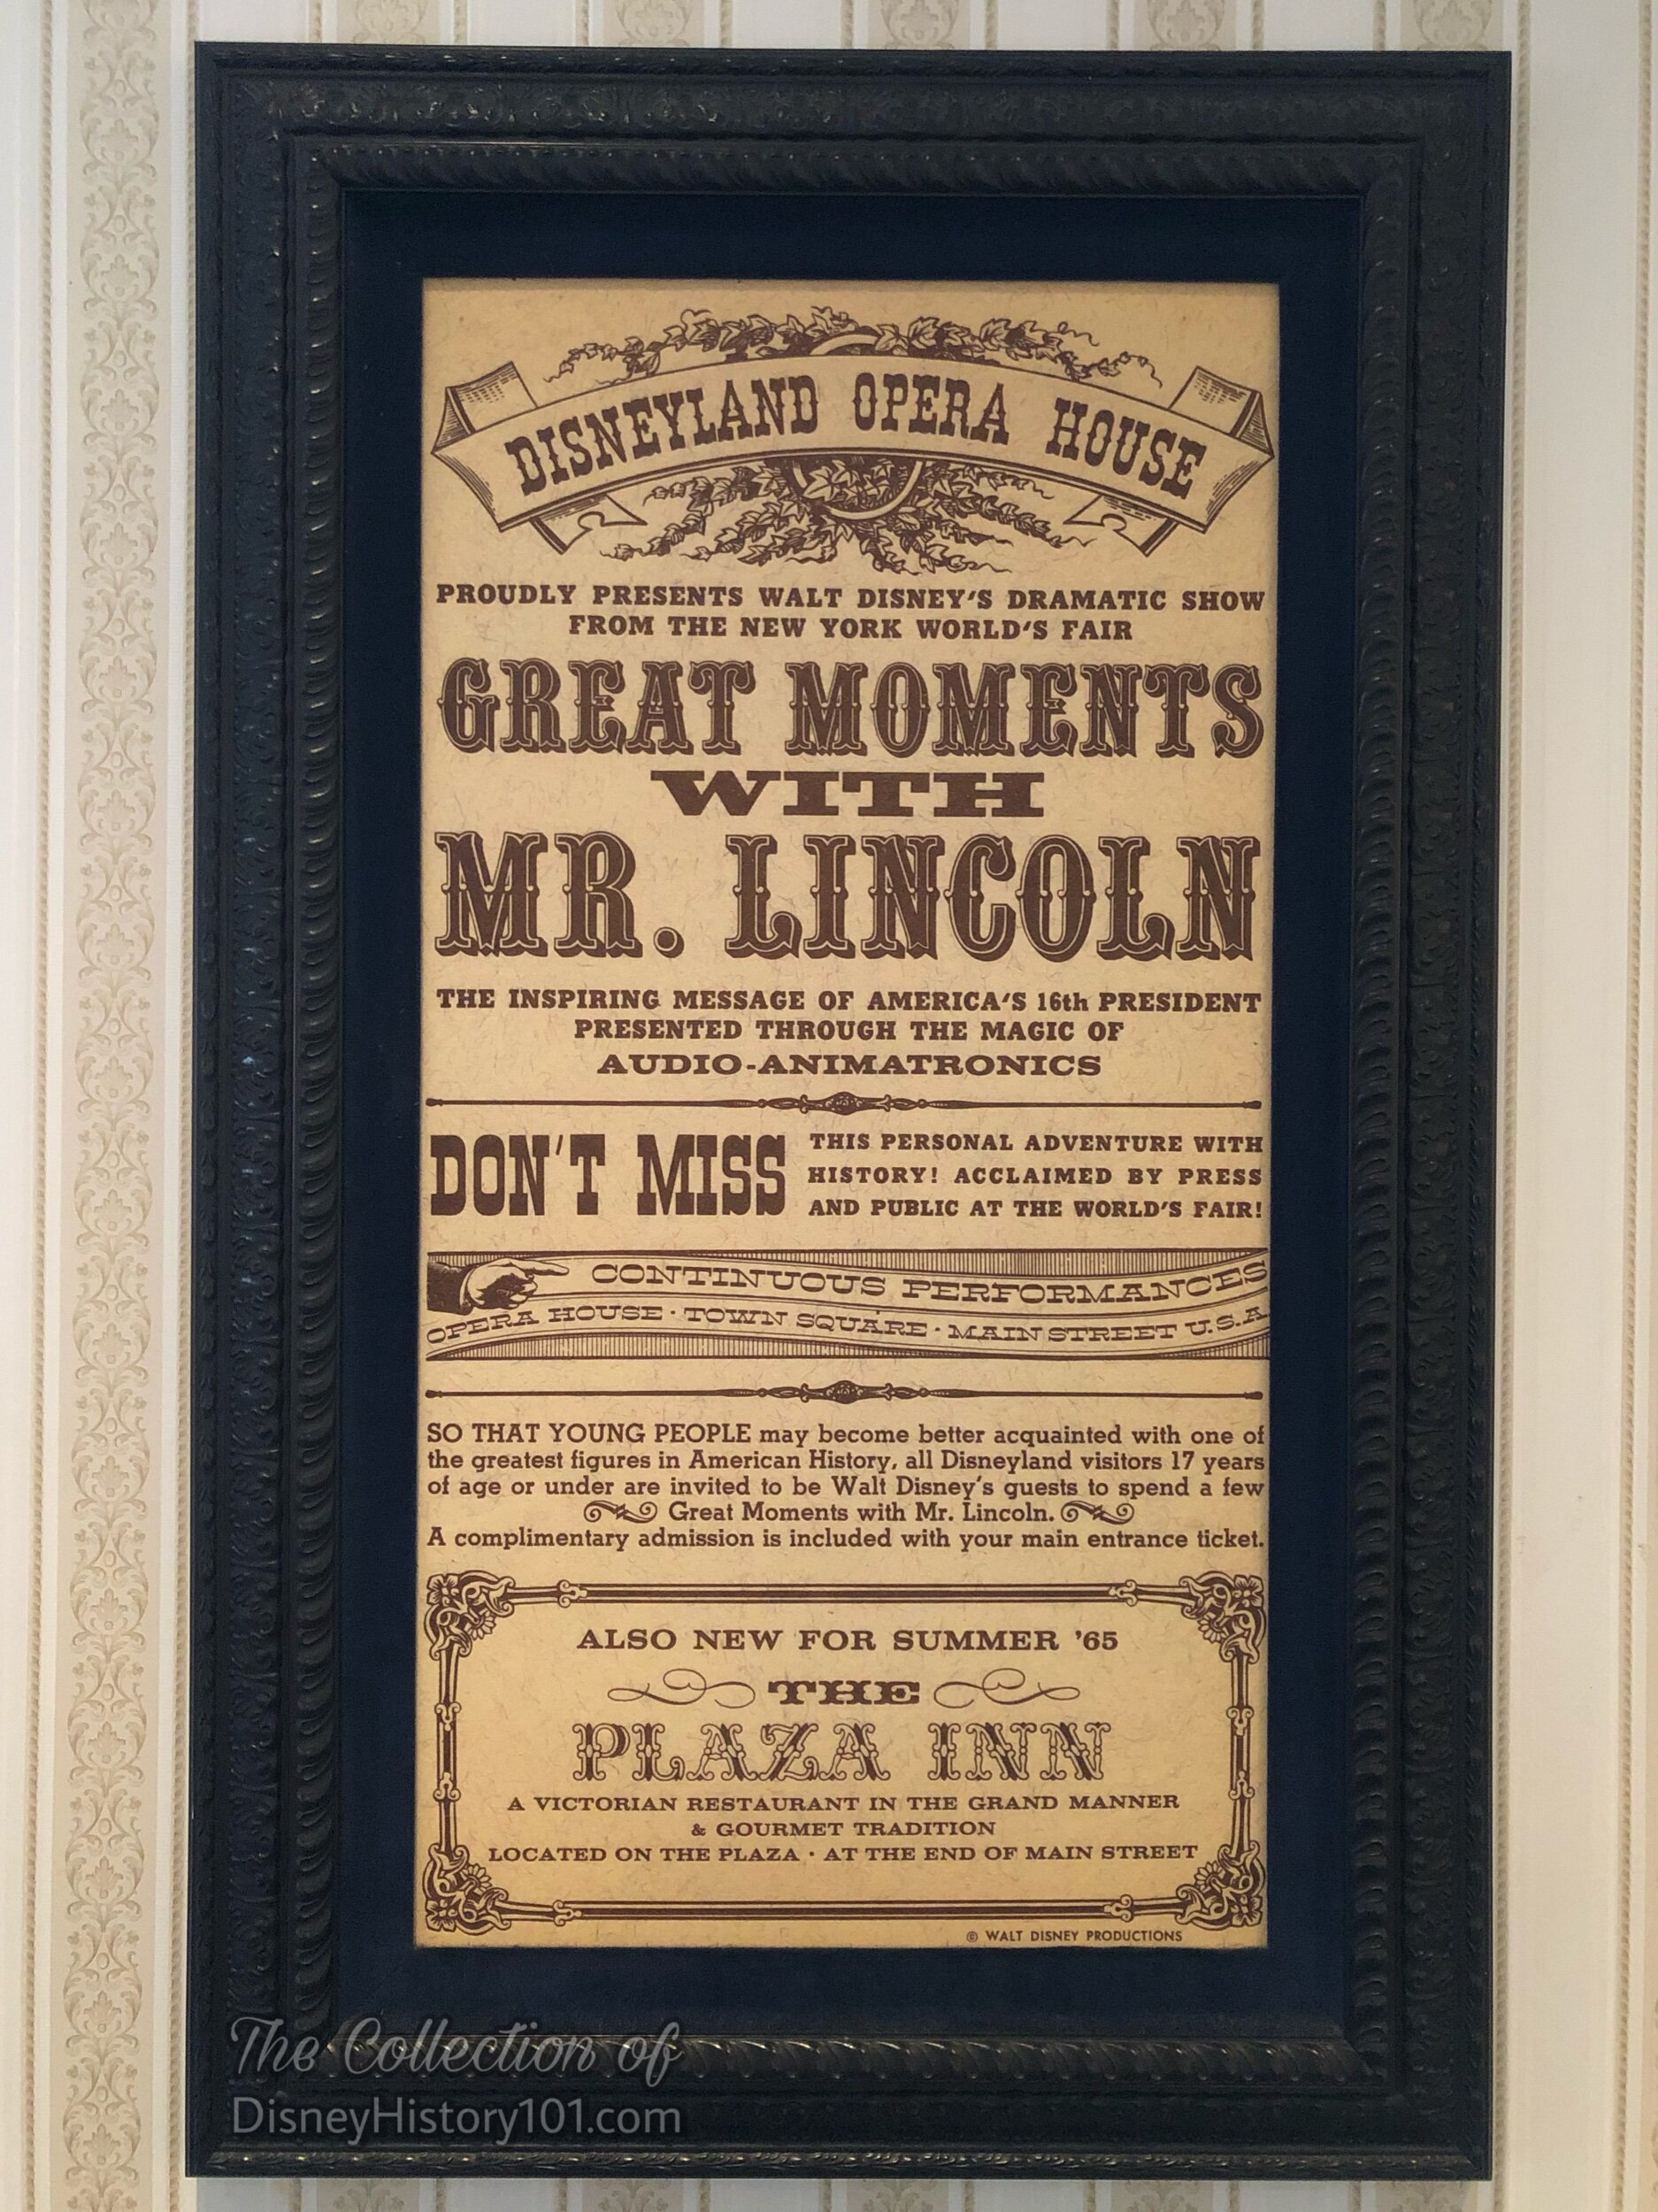 DISNEYLAND OPERA HOUSE
PROUDLY PRESENTS WALT DISNEY'S DRAMATIC SHOW
FROM THE NEW YORK WORLD'S FAIR
GREAT MOMENTS
WITH
MR. LINCOLN
THE INSPIRING MESSAGE OF AMERICA'S 16th PRESIDENT
PRESENTED THROUGH THE MAGIC OF
AUDIO-ANIMATRONICS
DON'T MISS
THIS PERSONAL ADVENTURE WITH
HISTORY! ACCLAIMED BY PRESS
AND PUBLIC AT THE WORLD'S FAIR!
CONTINUOUS PERFORMANCES
OPERA HOUSE · TOWN SQUARE · MAIN STREET U.S.A.
SO THAT YOUNG PEOPLE may become better acquainted with one of
the greatest figures in American History, all Disneyland visitors 17 years
of age or under are invited to be Walt Disney's guests to spend a few
Great Moments with Mr. Lincoln.
A complimentary admission is included with your main entrance ticket.
ALSO NEW FOR SUMMER '65
THE
PLAZA INN
A VICTORIAN RESTAURANT IN THE GRAND MANNER
& GOURMET TRADITION
LOCATED ON THE PLAZA · AT THE END OF MAIN STREET
© WALT DISNEY PRODUCTIONS
The Collection of
DisneyHistory101.com